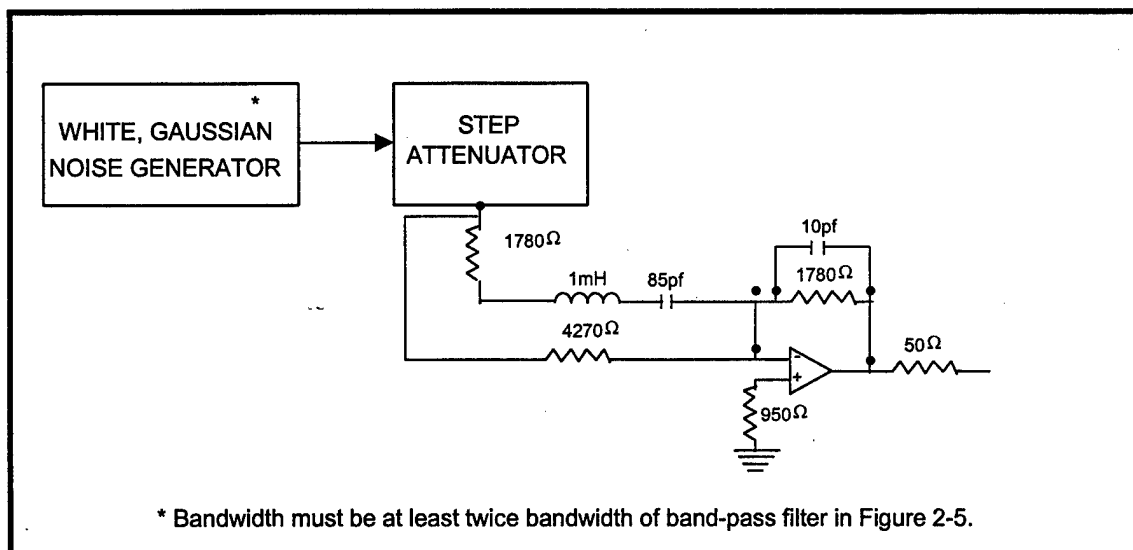 *
WHITE, GAUSSIAN
NOISE GENERATOR
STEP
ATTENUATOR
1780Ω
10pf
1mH
85pf
1780Ω
4270Ω
50Ω
-
+
950Ω
* Bandwidth must be at least twice bandwidth of band-pass filter in Figure 2-5.